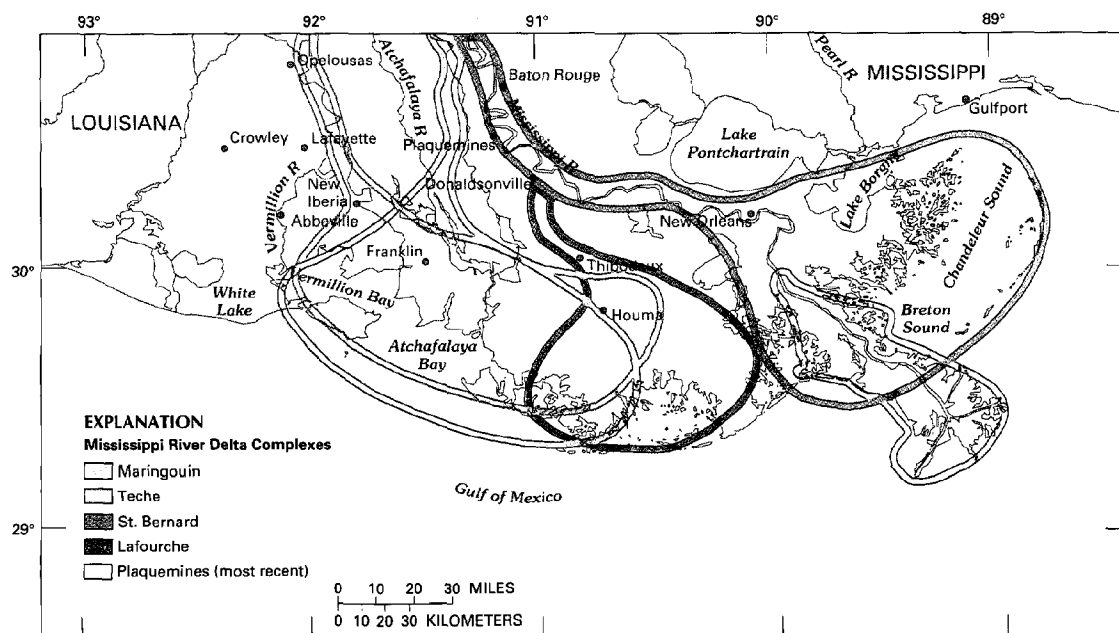 93° 92° 91° 90° 89°
Opelousas
Atchafalaya R
Baton Rouge
Pearl R
MISSISSIPPI
Gulfport
LOUISIANA
Crowley
Lafayette
Mississippi R
Plaquemines
Lake
Pontchartrain
Vermillion R
New
Iberia
Donaldsonville
Lake Borgne
Abbeville
New Orleans
Chandeleur Sound
Franklin
Thibodaux
30°
Vermillion Bay
White
Lake
Breton
Sound
Houma
Atchafalaya
Bay
EXPLANATION
Mississippi River Delta Complexes
Maringouin
Teche
St. Bernard
Lafourche
Plaquemines (most recent)
Gulf of Mexico
29°
0 10 20 30 MILES
0 10 20 30 KILOMETERS